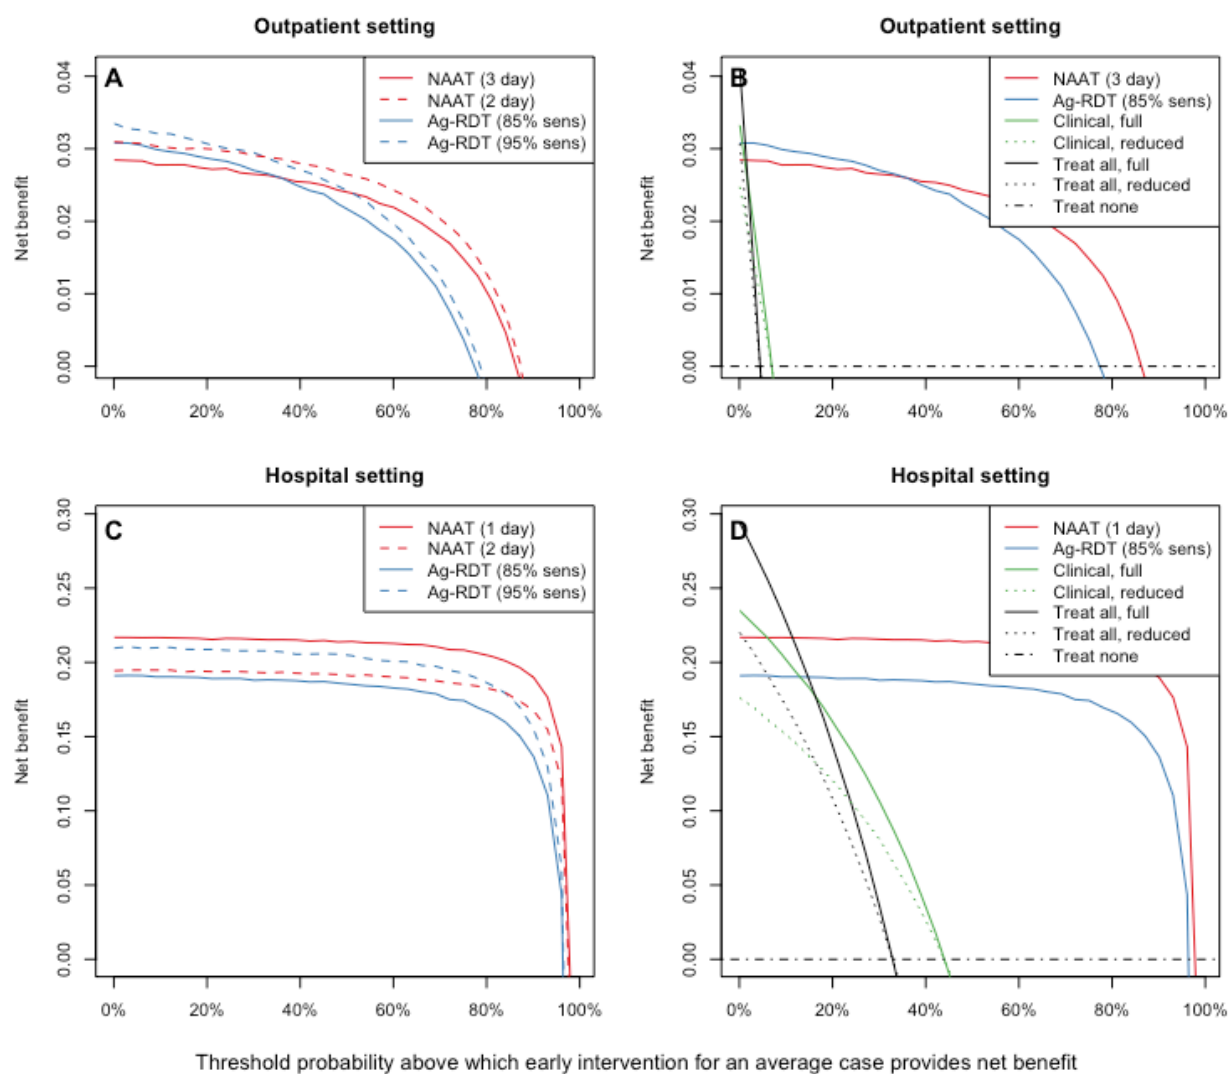 Outpatient setting
A
NAAT (3 day)
NAAT (2 day)
Ag-RDT (85% sens)
Ag-RDT (95% sens)
Net benefit
0.00
0.01
0.02
0.03
0.04
0%
20%
40%
60%
80%
100%
Outpatient setting
B
NAAT (3 day)
Ag-RDT (85% sens)
Clinical, full
Clinical, reduced
Treat all, full
Treat all, reduced
Treat none
Net benefit
0.00
0.01
0.02
0.03
0.04
0%
20%
40%
60%
80%
100%
Hospital setting
C
NAAT (1 day)
NAAT (2 day)
Ag-RDT (85% sens)
Ag-RDT (95% sens)
Net benefit
0.00
0.05
0.10
0.15
0.20
0.25
0.30
0%
20%
40%
60%
80%
100%
Hospital setting
D
NAAT (1 day)
Ag-RDT (85% sens)
Clinical, full
Clinical, reduced
Treat all, full
Treat all, reduced
Treat none
Net benefit
0.00
0.05
0.10
0.15
0.20
0.25
0.30
0%
20%
40%
60%
80%
100%
Threshold probability above which early intervention for an average case provides net benefit